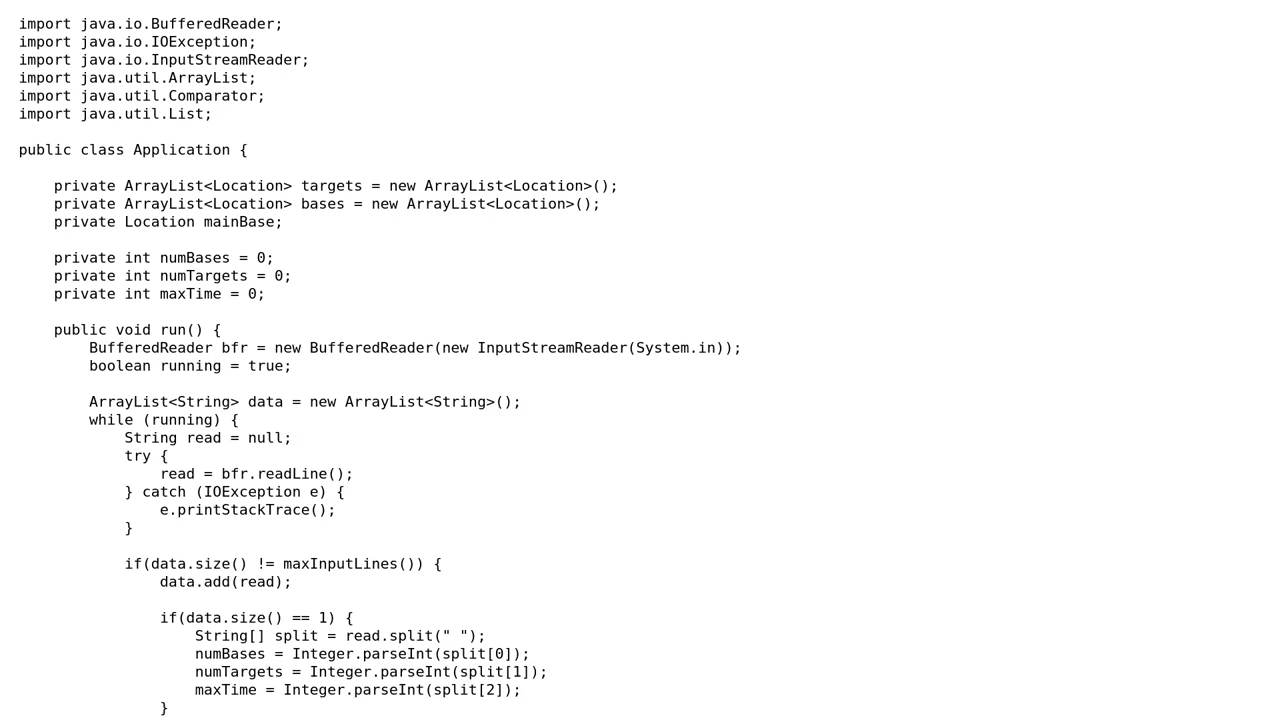 import java.io.BufferedReader;
import java.io.IOException;
import java.io.InputStreamReader;
import java.util.ArrayList;
import java.util.Comparator;
import java.util.List;

public class Application {

    private ArrayList<Location> targets = new ArrayList<Location>();
    private ArrayList<Location> bases = new ArrayList<Location>();
    private Location mainBase;

    private int numBases = 0;
    private int numTargets = 0;
    private int maxTime = 0;

    public void run() {
        BufferedReader bfr = new BufferedReader(new InputStreamReader(System.in));
        boolean running = true;

        ArrayList<String> data = new ArrayList<String>();
        while (running) {
            String read = null;
            try {
                read = bfr.readLine();
            } catch (IOException e) {
                e.printStackTrace();
            }

            if(data.size() != maxInputLines()) {
                data.add(read);

                if(data.size() == 1) {
                    String[] split = read.split(" ");
                    numBases = Integer.parseInt(split[0]);
                    numTargets = Integer.parseInt(split[1]);
                    maxTime = Integer.parseInt(split[2]);
                }